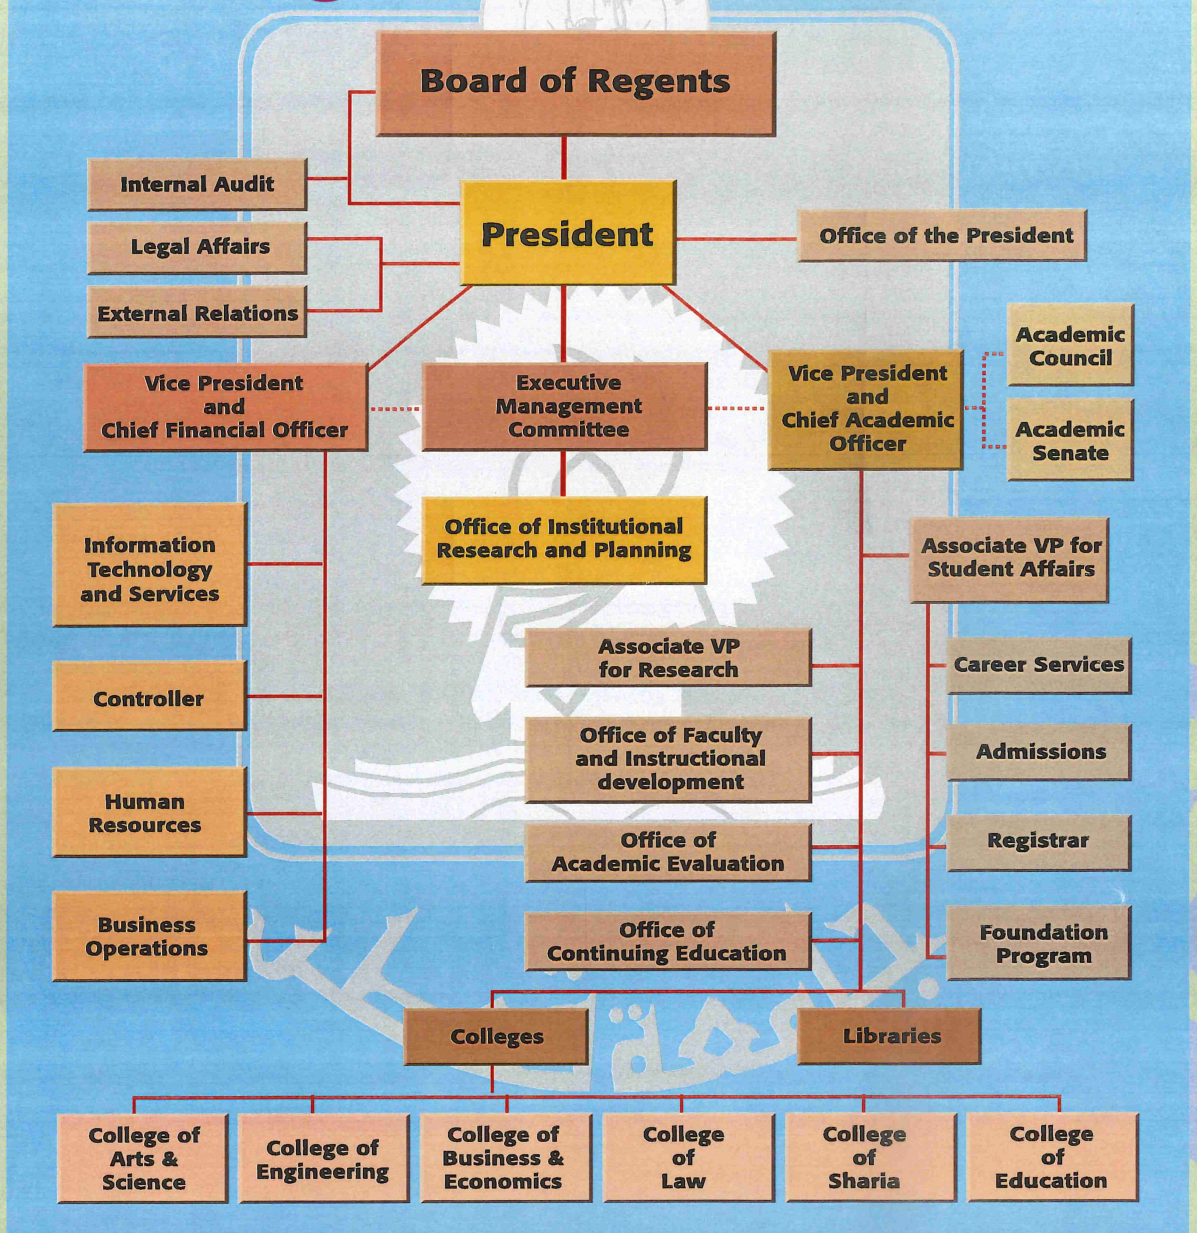 Board of Regents
Internal Audit
Legal Affairs
External Relations
President
Office of the President
Vice President
and
Chief Financial Officer
Executive
Management
Committee
Vice President
and
Chief Academic
Officer
Academic
Council
Academic
Senate
Office of Institutional
Research and Planning
Information
Technology
and Services
Controller
Human
Resources
Business
Operations
Associate VP for
Student Affairs
Associate VP
for Research
Office of Faculty
and Instructional
development
Office of
Academic Evaluation
Office of
Continuing Education
Career Services
Admissions
Registrar
Foundation
Program
جامعة قطر
Colleges
Libraries
College of
Arts &
Science
College of
Engineering
College of
Business &
Economics
College
of
Law
College
of
Sharia
College
of
Education